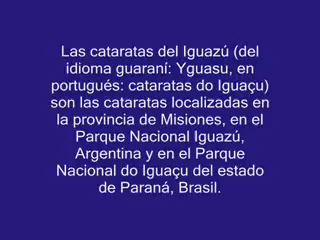 Las cataratas del Iguazú (del
idioma guaraní: Yguasu, en
portugués: cataratas do Iguaçu)
son las cataratas localizadas en
la provincia de Misiones, en el
Parque Nacional Iguazú,
Argentina y en el Parque
Nacional do Iguaçu del estado
de Paraná, Brasil.